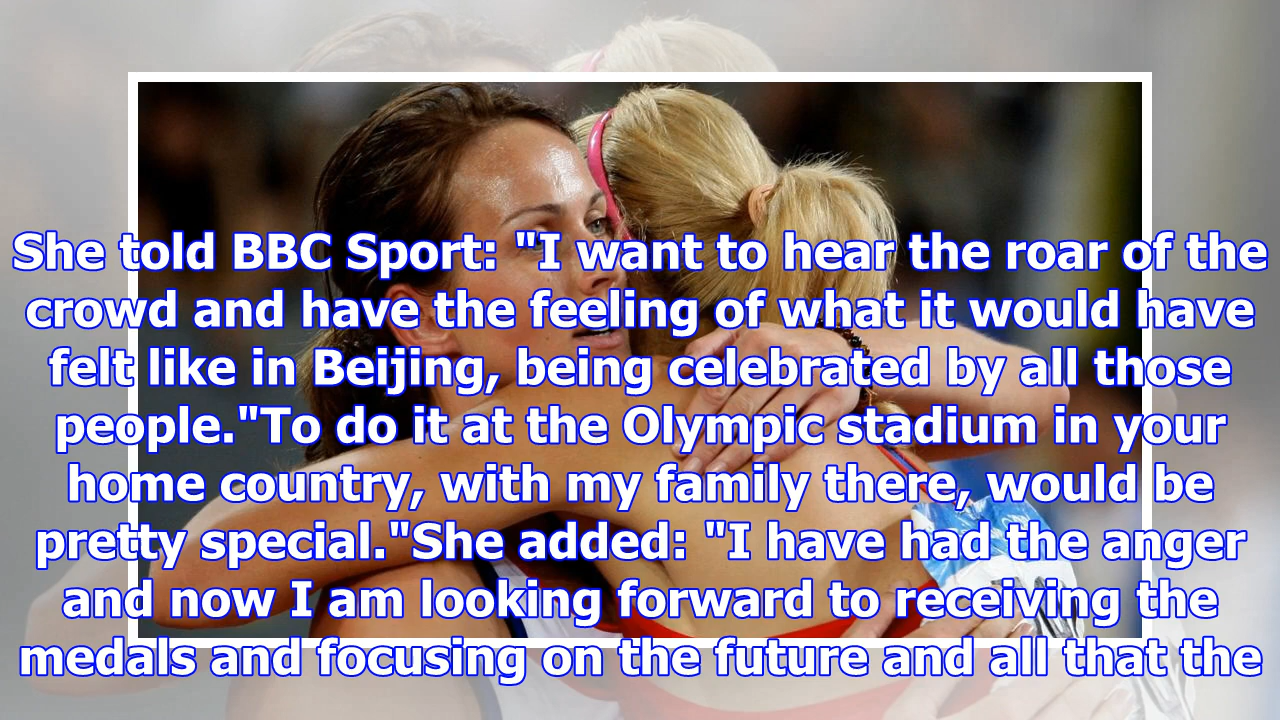 She told BBC Sport: "I want to hear the roar of the
crowd and have the feeling of what it would have
felt like in Beijing, being celebrated by all those
people."To do it at the Olympic stadium in your
home country, with my family there, would be
pretty special."She added: "I have had the anger
and now I am looking forward to receiving the
medals and focusing on the future and all that the